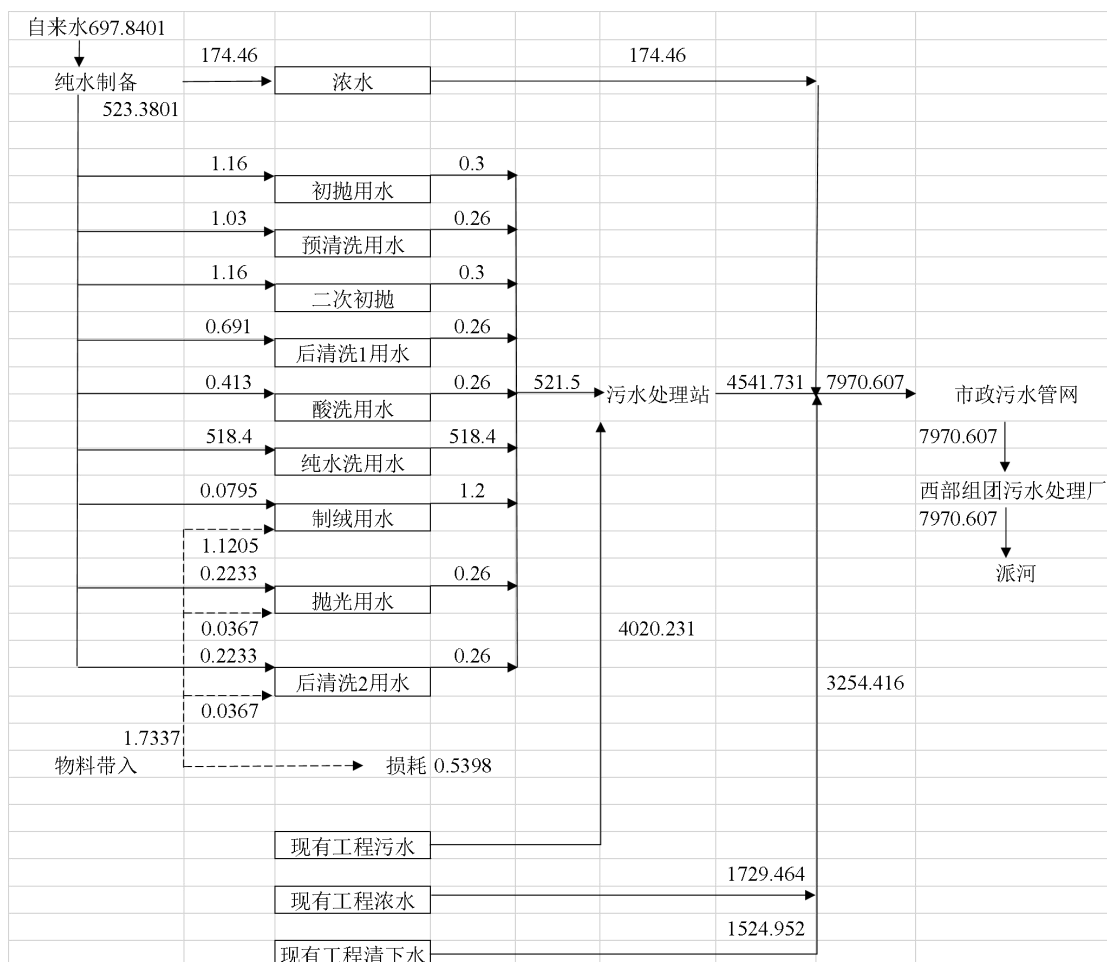 自来水697.8401
174.46
174.46
纯水制备
浓水
523.3801
1.16
0.3
初抛用水
1.03
0.26
预清洗用水
1.16
0.3
二次初抛
0.691
0.26
后清洗1用水
0.413
0.26
521.5
污水处理站
4541.731
7970.607
市政污水管网
酸洗用水
518.4
518.4
7970.607
纯水洗用水
0.0795
1.2
西部组团污水处理厂
制绒用水
7970.607
1.1205
0.2233
0.26
派河
抛光用水
0.0367
4020.231
0.2233
0.26
后清洗2用水
3254.416
0.0367
1.7337
物料带入
损耗 0.5398
现有工程污水
1729.464
现有工程浓水
1524.952
现有工程清下水